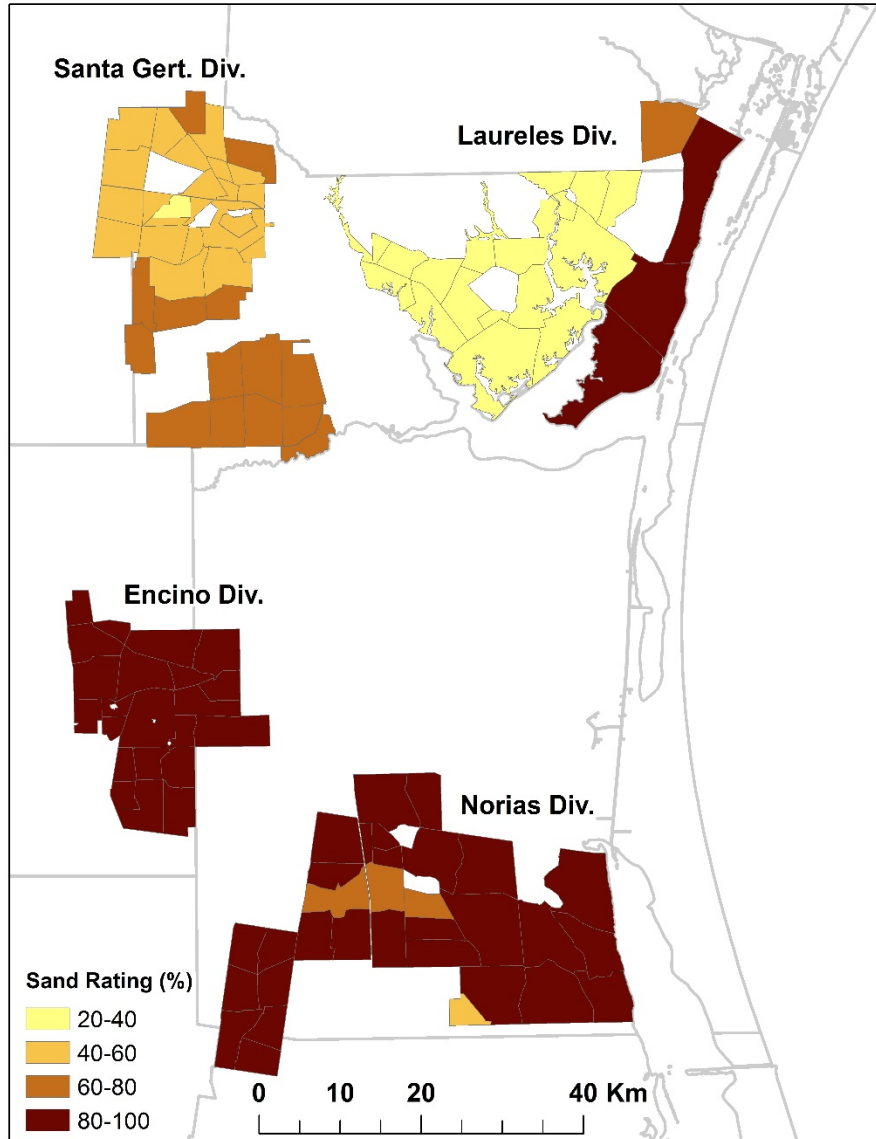 Santa Gert. Div.
Laureles Div.
Encino Div.
Norias Div.
Sand Rating (%)
20-40
40-60
60-80
80-100
0 10 20 40 Km